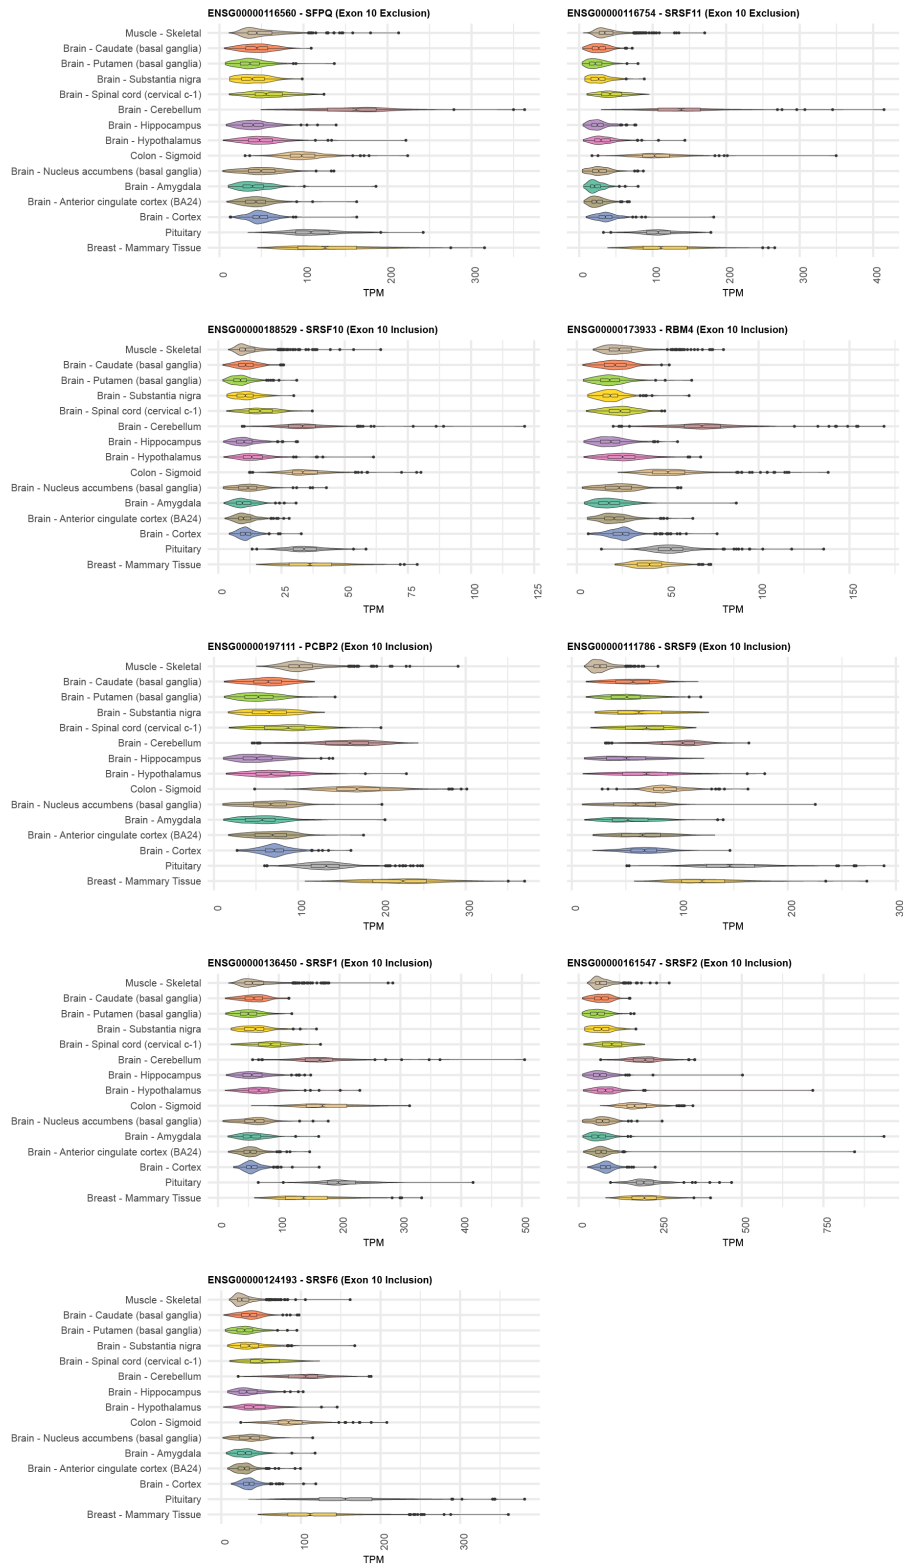 ENSG00000116560 - SFPQ (Exon 10 Exclusion)
Muscle - Skeletal
Brain - Caudate (basal ganglia)
Brain - Putamen (basal ganglia)
Brain - Substantia nigra
Brain - Spinal cord (cervical c-1)
Brain - Cerebellum
Brain - Hippocampus
Brain - Hypothalamus
Colon - Sigmoid
Brain - Nucleus accumbens (basal ganglia)
Brain - Amygdala
Brain - Anterior cingulate cortex (BA24)
Brain - Cortex
Pituitary
Breast - Mammary Tissue
0 100 200 300
TPM
ENSG00000116754 - SRSF11 (Exon 10 Exclusion)
0 100 200 300 400
TPM
ENSG00000188529 - SRSF10 (Exon 10 Inclusion)
Muscle - Skeletal
Brain - Caudate (basal ganglia)
Brain - Putamen (basal ganglia)
Brain - Substantia nigra
Brain - Spinal cord (cervical c-1)
Brain - Cerebellum
Brain - Hippocampus
Brain - Hypothalamus
Colon - Sigmoid
Brain - Nucleus accumbens (basal ganglia)
Brain - Amygdala
Brain - Anterior cingulate cortex (BA24)
Brain - Cortex
Pituitary
Breast - Mammary Tissue
0 25 50 75 100 125
TPM
ENSG00000173933 - RBM4 (Exon 10 Inclusion)
0 50 100 150
TPM
ENSG00000197111 - PCBP2 (Exon 10 Inclusion)
Muscle - Skeletal
Brain - Caudate (basal ganglia)
Brain - Putamen (basal ganglia)
Brain - Substantia nigra
Brain - Spinal cord (cervical c-1)
Brain - Cerebellum
Brain - Hippocampus
Brain - Hypothalamus
Colon - Sigmoid
Brain - Nucleus accumbens (basal ganglia)
Brain - Amygdala
Brain - Anterior cingulate cortex (BA24)
Brain - Cortex
Pituitary
Breast - Mammary Tissue
0 100 200 300
TPM
ENSG00000111786 - SRSF9 (Exon 10 Inclusion)
0 100 200 300
TPM
ENSG00000136450 - SRSF1 (Exon 10 Inclusion)
Muscle - Skeletal
Brain - Caudate (basal ganglia)
Brain - Putamen (basal ganglia)
Brain - Substantia nigra
Brain - Spinal cord (cervical c-1)
Brain - Cerebellum
Brain - Hippocampus
Brain - Hypothalamus
Colon - Sigmoid
Brain - Nucleus accumbens (basal ganglia)
Brain - Amygdala
Brain - Anterior cingulate cortex (BA24)
Brain - Cortex
Pituitary
Breast - Mammary Tissue
0 100 200 300 400 500
TPM
ENSG00000161547 - SRSF2 (Exon 10 Inclusion)
0 250 500 750
TPM
ENSG00000124193 - SRSF6 (Exon 10 Inclusion)
Muscle - Skeletal
Brain - Caudate (basal ganglia)
Brain - Putamen (basal ganglia)
Brain - Substantia nigra
Brain - Spinal cord (cervical c-1)
Brain - Cerebellum
Brain - Hippocampus
Brain - Hypothalamus
Colon - Sigmoid
Brain - Nucleus accumbens (basal ganglia)
Brain - Amygdala
Brain - Anterior cingulate cortex (BA24)
Brain - Cortex
Pituitary
Breast - Mammary Tissue
0 100 200 300
TPM